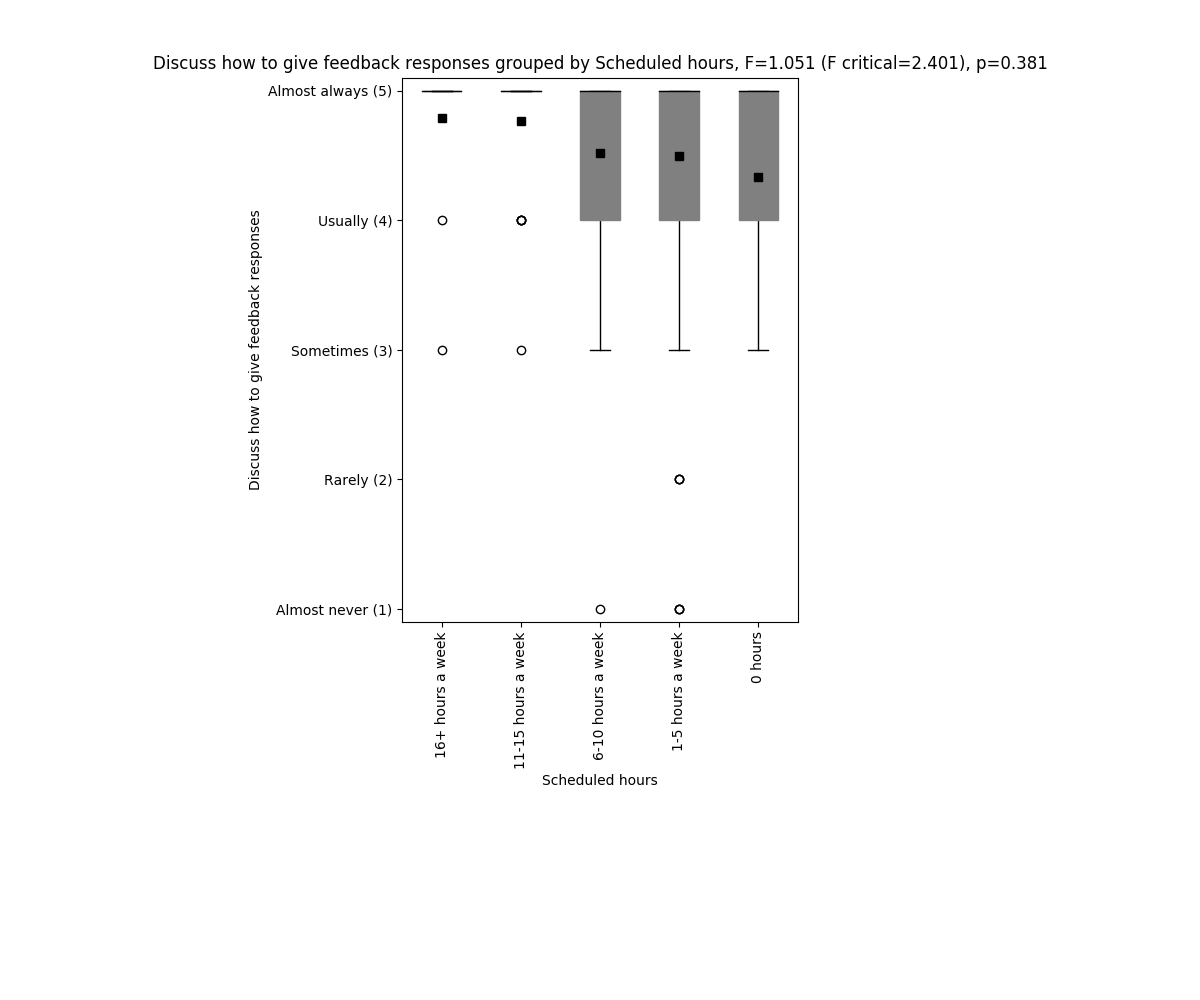 Discuss how to give feedback responses grouped by Scheduled hours, F=1.051 (F critical=2.401), p=0.381
Almost always (5)
Usually (4)
Sometimes (3)
Rarely (2)
Almost never (1)
Discuss how to give feedback responses
16+ hours a week
11-15 hours a week
6-10 hours a week
1-5 hours a week
0 hours
Scheduled hours